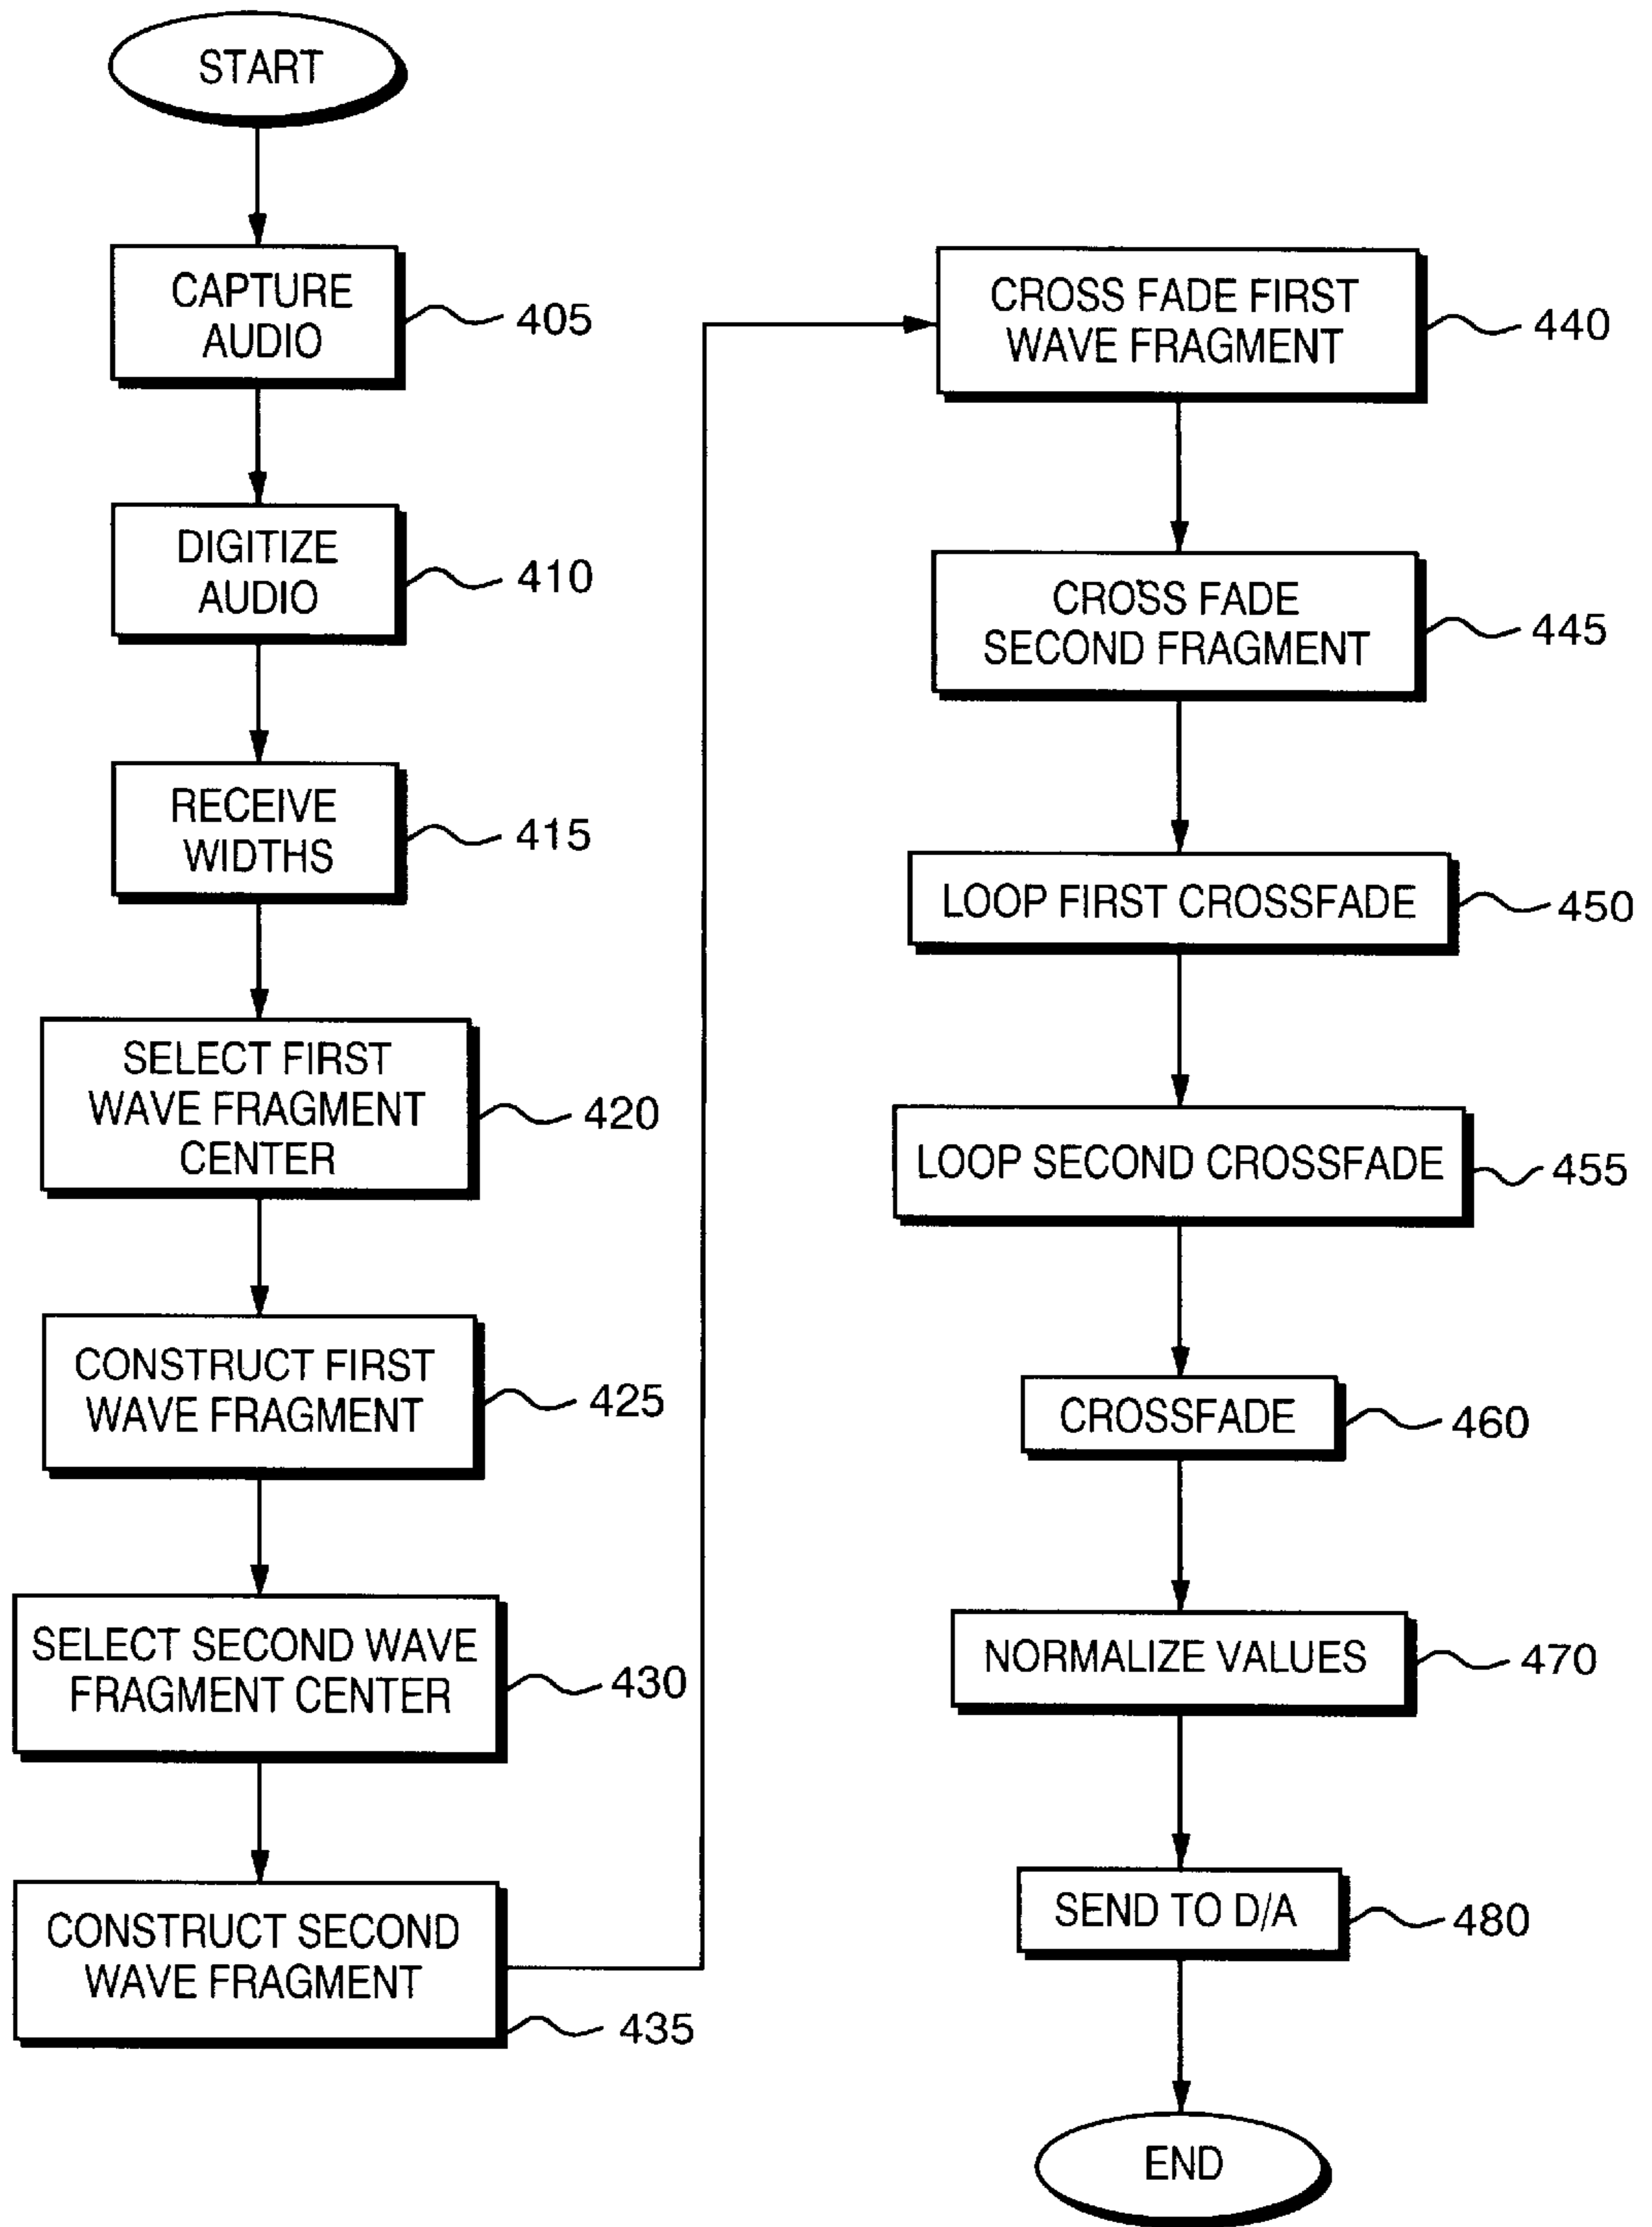 START
CAPTURE
AUDIO
405
DIGITIZE
AUDIO
410
RECEIVE
WIDTHS
415
SELECT FIRST
WAVE FRAGMENT
CENTER
420
CONSTRUCT FIRST
WAVE FRAGMENT
425
SELECT SECOND WAVE
FRAGMENT CENTER
430
CONSTRUCT SECOND
WAVE FRAGMENT
435
CROSS FADE FIRST
WAVE FRAGMENT
440
CROSS FADE
SECOND FRAGMENT
445
LOOP FIRST CROSSFADE
450
LOOP SECOND CROSSFADE
455
CROSSFADE
460
NORMALIZE VALUES
470
SEND TO D/A
480
END